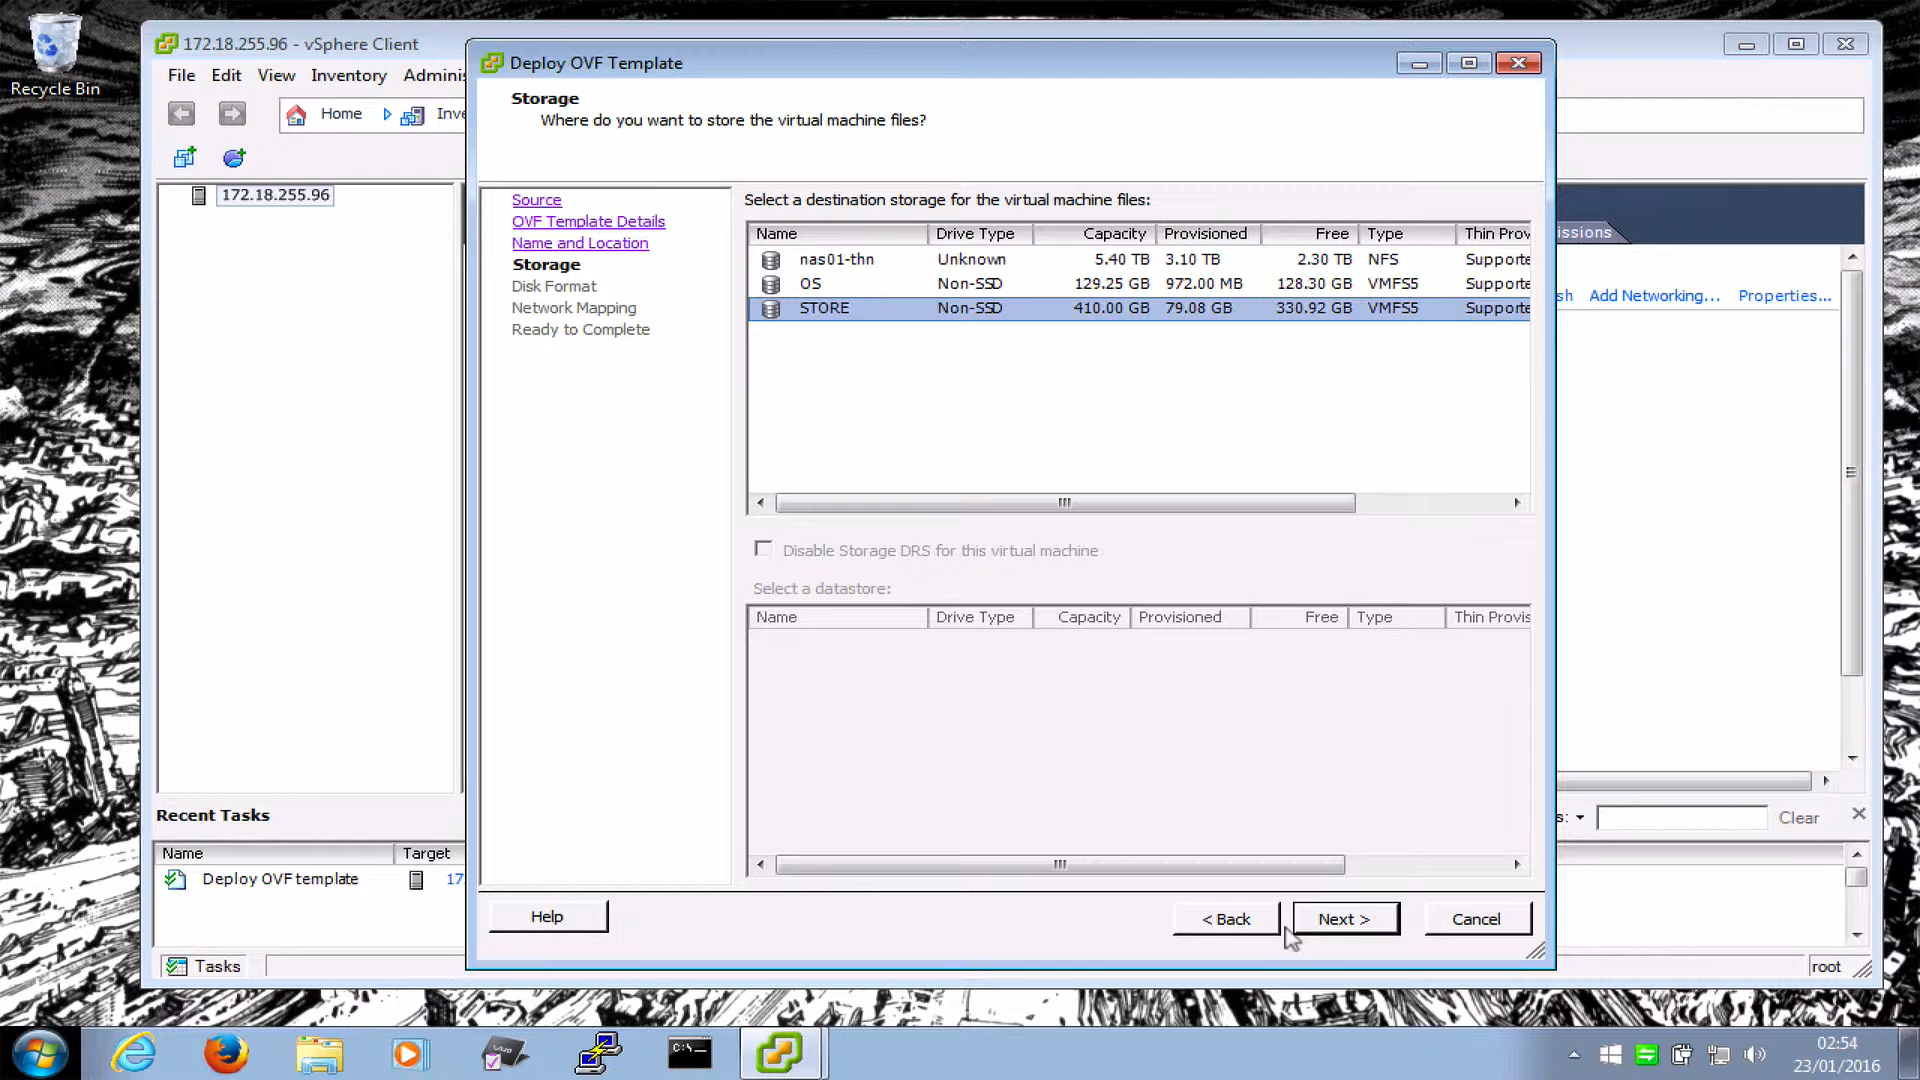 Recycle Bin
172.18.255.96 - vSphere Client
File Edit View Inventory Adminis
Home Inve
172.18.255.96
Deploy OVF Template
Storage
Where do you want to store the virtual machine files?
Source
OVF Template Details
Name and Location
Storage
Disk Format
Network Mapping
Ready to Complete
Select a destination storage for the virtual machine files:
Name Drive Type Capacity Provisioned Free Type Thin Prov
nas01-thn Unknown 5.40 TB 3.10 TB 2.30 TB NFS Supporte
OS Non-SSD 129.25 GB 972.00 MB 128.30 GB VMFS5 Supporte
STORE Non-SSD 410.00 GB 79.08 GB 330.92 GB VMFS5 Supporte
Disable Storage DRS for this virtual machine
Select a datastore:
Name Drive Type Capacity Provisioned Free Type Thin Provis
Help < Back Next > Cancel
issions
sh Add Networking... Properties...
s: Clear
Recent Tasks
Name Target
Deploy OVF template 17
Tasks root
C:\_
02:54
23/01/2016